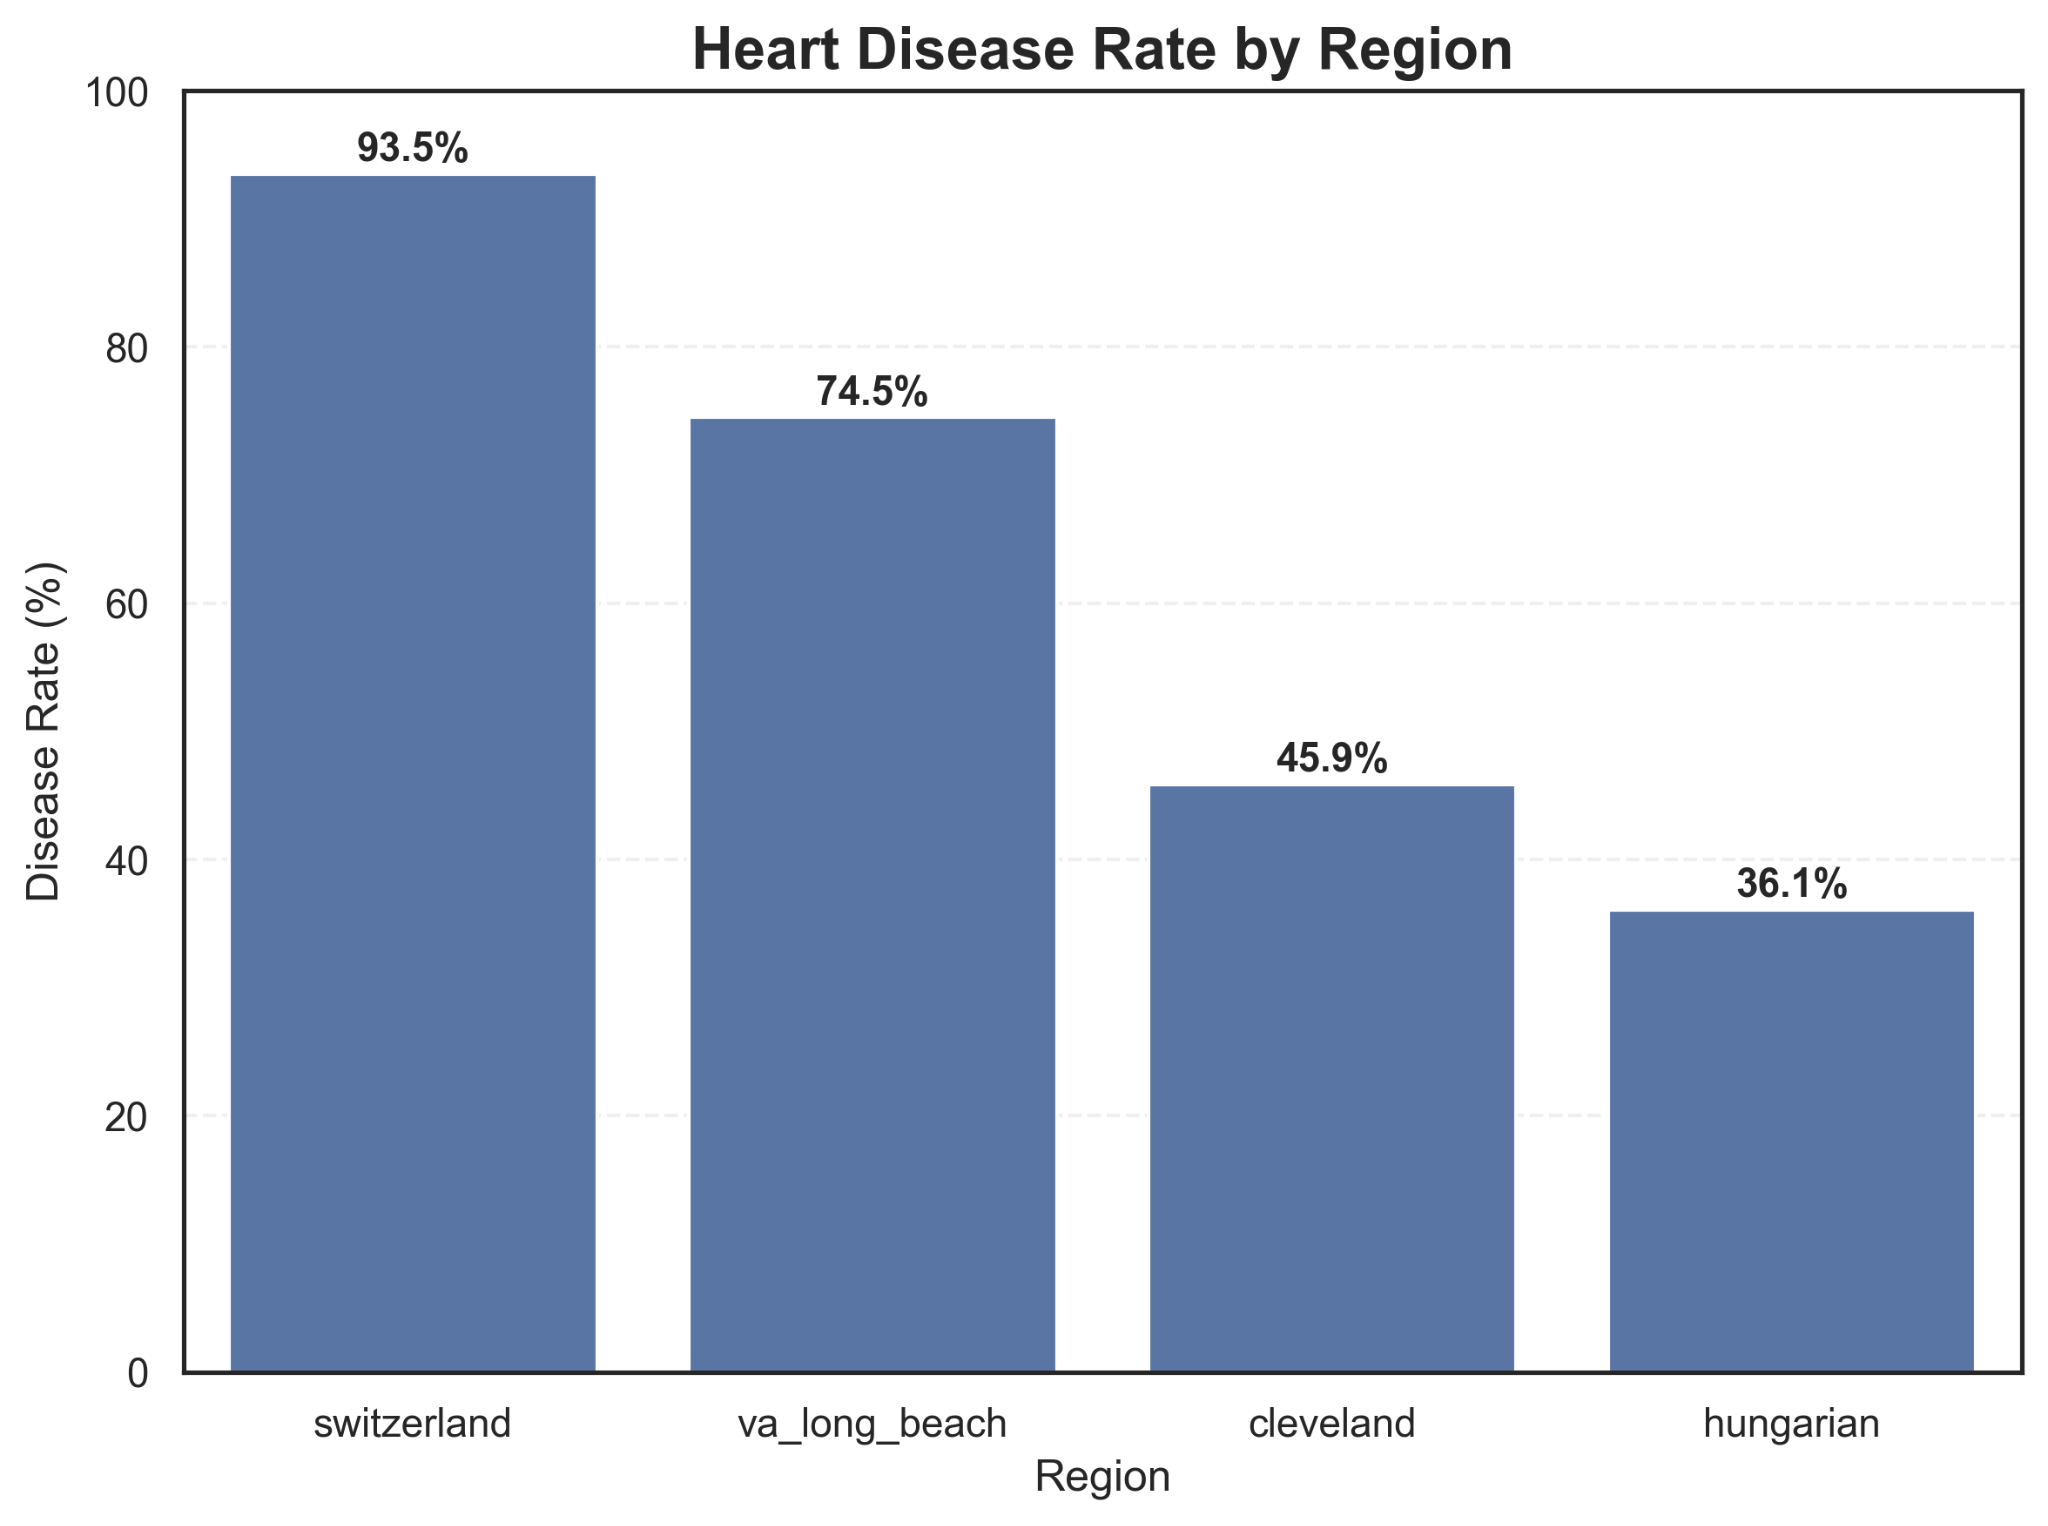 Heart Disease Rate by Region
Disease Rate (%)
100
80
60
40
20
0
93.5%
74.5%
45.9%
36.1%
switzerland
va_long_beach
cleveland
hungarian
Region